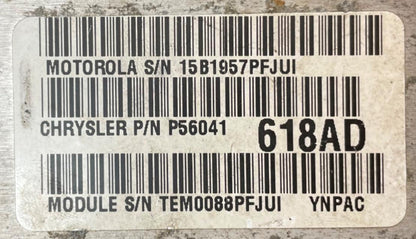 MOTOROLA S/N 15B1957PFJUI
CHRYSLER P/N P56041 618AD
MODULE S/N TEM0088PFJUI YNPAC